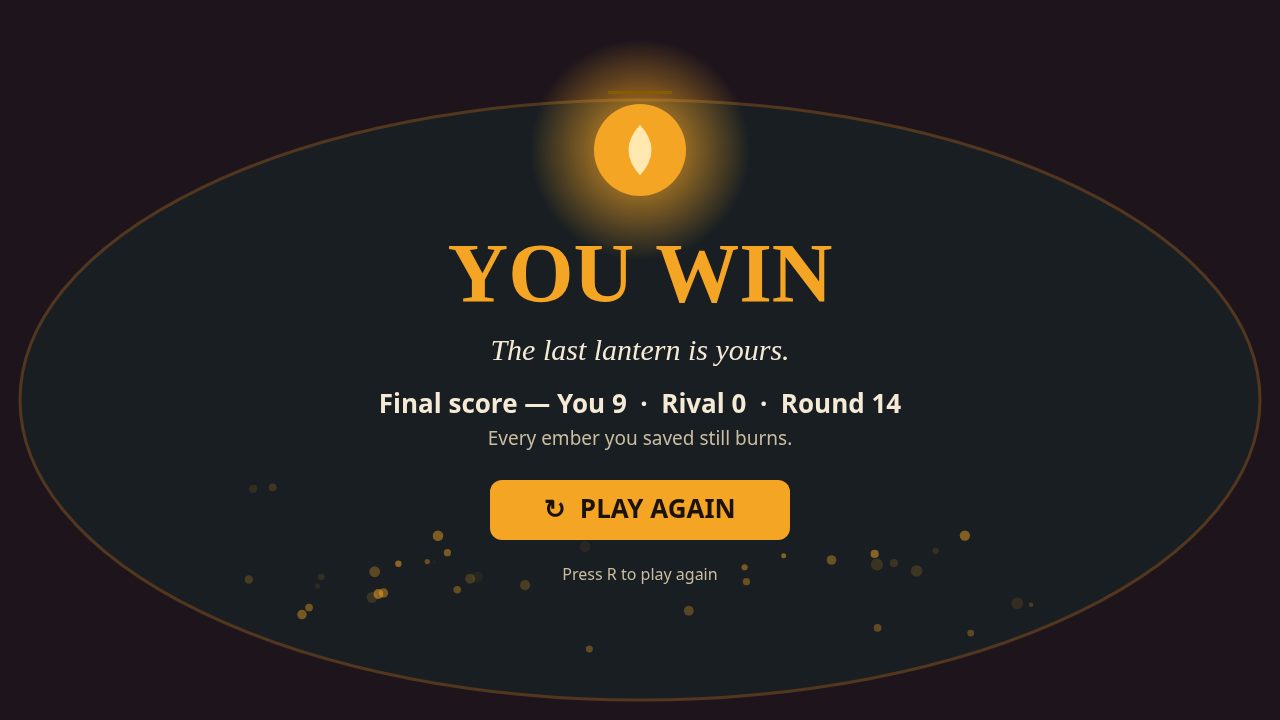 YOU WIN
The last lantern is yours.
Final score — You 9 · Rival 0 · Round 14
Every ember you saved still burns.
↻ PLAY AGAIN
Press R to play again